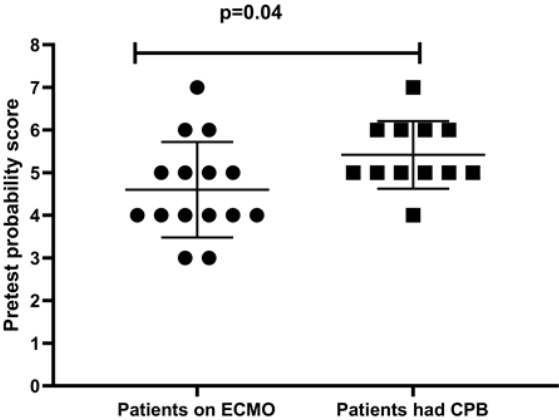 p=0.04
Pretest probability score
8
7
6
5
4
3
2
1
0
Patients on ECMO
Patients had CPB